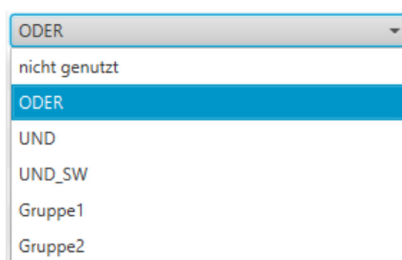 ODER
nicht genutzt
ODER
UND
UND_SW
Gruppe1
Gruppe2